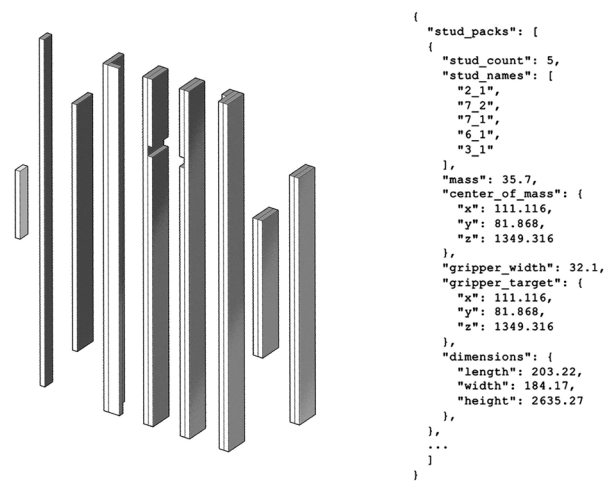 {
"stud_packs": [
{
"stud_count": 5,
"stud_names": [
"2_1",
"7_2",
"7_1",
"6_1",
"3_1"
],
"mass": 35.7,
"center_of_mass": {
"x": 111.116,
"y": 81.868,
"z": 1349.316
},
"gripper_width": 32.1,
"gripper_target": {
"x": 111.116,
"y": 81.868,
"z": 1349.316
},
"dimensions": {
"length": 203.22,
"width": 184.17,
"height": 2635.27
},
},
...
]
}